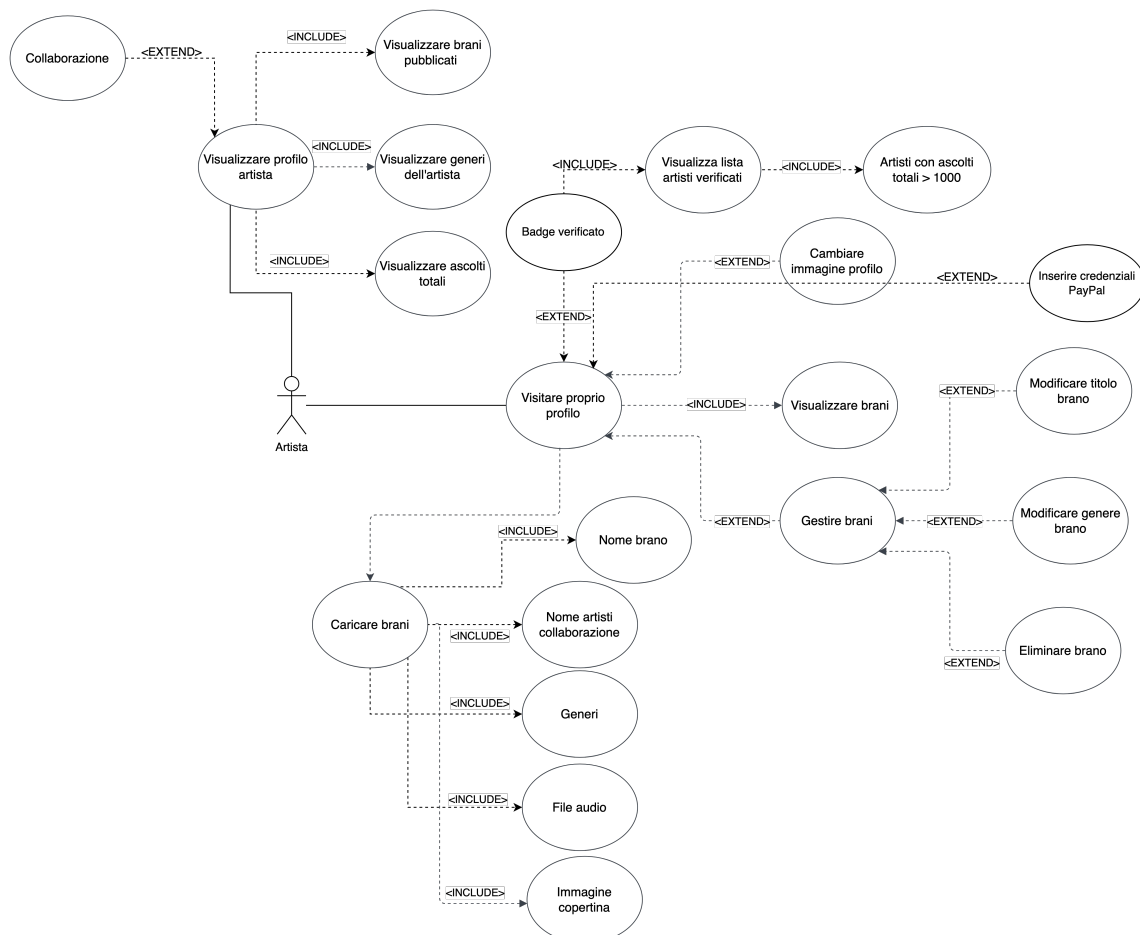 <INCLUDE>
Visualizzare brani
pubblicati
Collaborazione
<EXTEND>
Visualizzare profilo
artista
<INCLUDE>
Visualizzare generi
dell'artista
<INCLUDE>
Visualizzare ascolti
totali
<INCLUDE>
Visualizza lista
artisti verificati
<INCLUDE>
Artisti con ascolti
totali > 1000
Badge verificato
<EXTEND>
Cambiare
immagine profilo
<EXTEND>
Inserire credenziali
PayPal
<EXTEND>
Artista
Visitare proprio
profilo
<INCLUDE>
Visualizzare brani
<EXTEND>
Modificare titolo
brano
<EXTEND>
Gestire brani
<EXTEND>
Modificare genere
brano
<EXTEND>
Eliminare brano
<INCLUDE>
Nome brano
Caricare brani
<INCLUDE>
Nome artisti
collaborazione
<INCLUDE>
Generi
<INCLUDE>
File audio
<INCLUDE>
Immagine
copertina